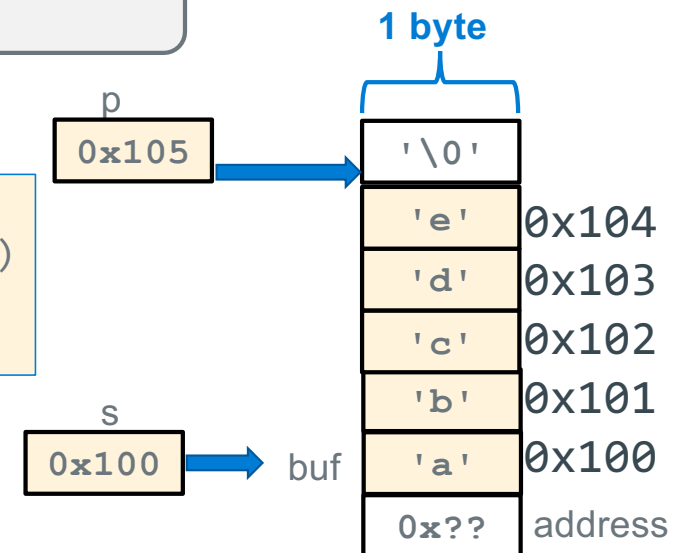 1 byte
p
0x105
'\0'
'e' 0x104
)
'd' 0x103
'c' 0x102
'b' 0x101
s
0x100
buf
'a' 0x100
0x?? address